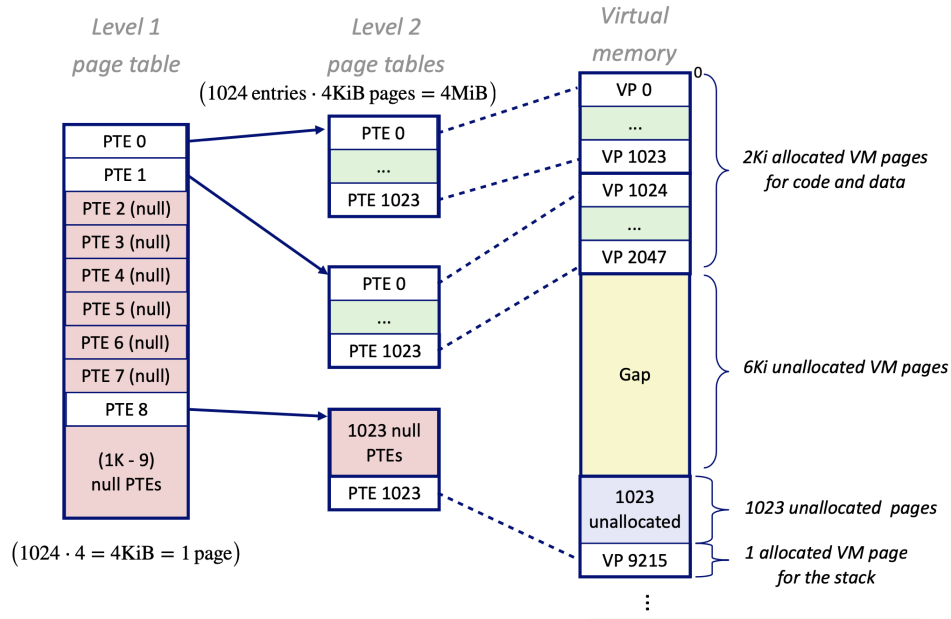 Level 1
page table
Level 2
page tables
Virtual
memory
(1024 entries · 4KiB pages = 4MiB)
PTE 0
PTE 1
PTE 2 (null)
PTE 3 (null)
PTE 4 (null)
PTE 5 (null)
PTE 6 (null)
PTE 7 (null)
PTE 8
(1K - 9)
null PTEs
(1024 · 4 = 4KiB = 1 page)
PTE 0
...
PTE 1023
PTE 0
...
PTE 1023
1023 null
PTEs
PTE 1023
0
VP 0
...
VP 1023
VP 1024
...
VP 2047
Gap
1023
unallocated
VP 9215
⋮
2Ki allocated VM pages
for code and data
6Ki unallocated VM pages
1023 unallocated pages
1 allocated VM page
for the stack